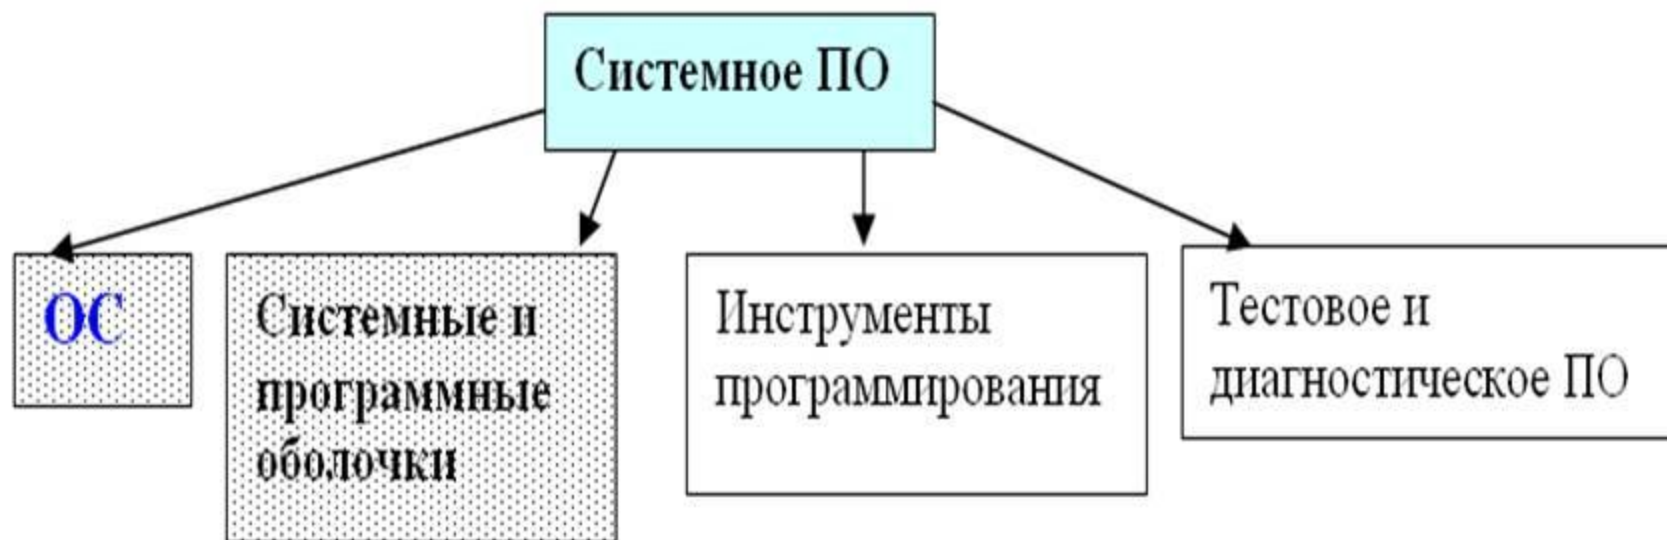 Системное ПО
ОС
Системные и
программные
оболочки
Инструменты
программирования
Тестовое и
диагностическое ПО